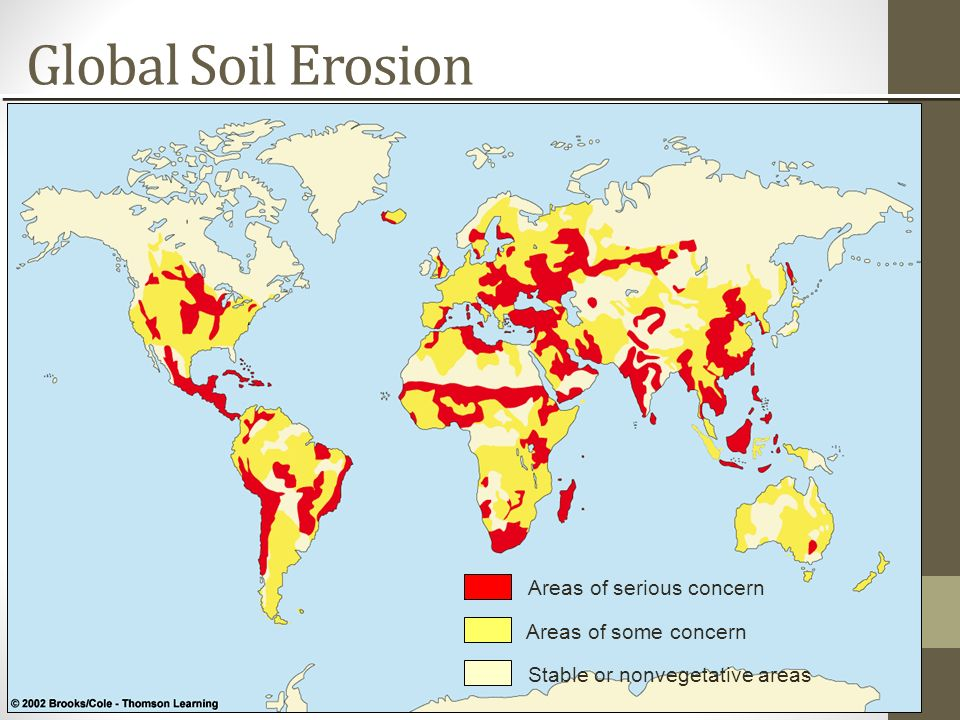 Global Soil Erosion
Areas of serious concern
Areas of some concern
Stable or nonvegetative areas
© 2002 Brooks/Cole - Thomson Learning